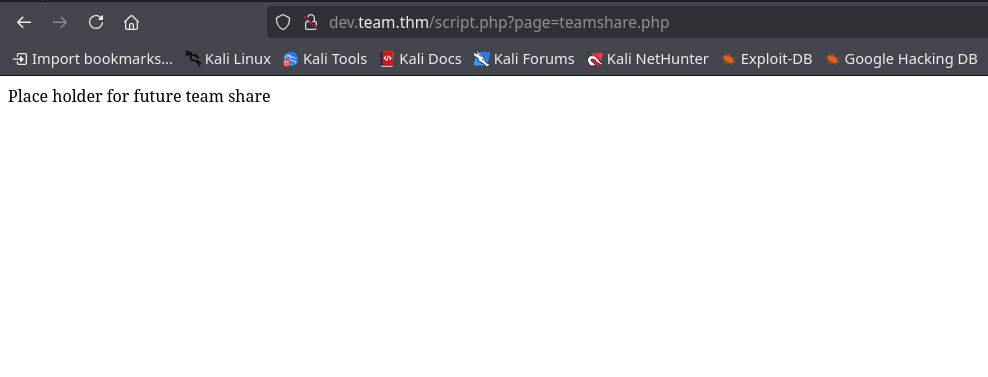 dev.team.thm/script.php?page=teamshare.php
Import bookmarks... Kali Linux Kali Tools Kali Docs Kali Forums Kali NetHunter Exploit-DB Google Hacking DB
Place holder for future team share